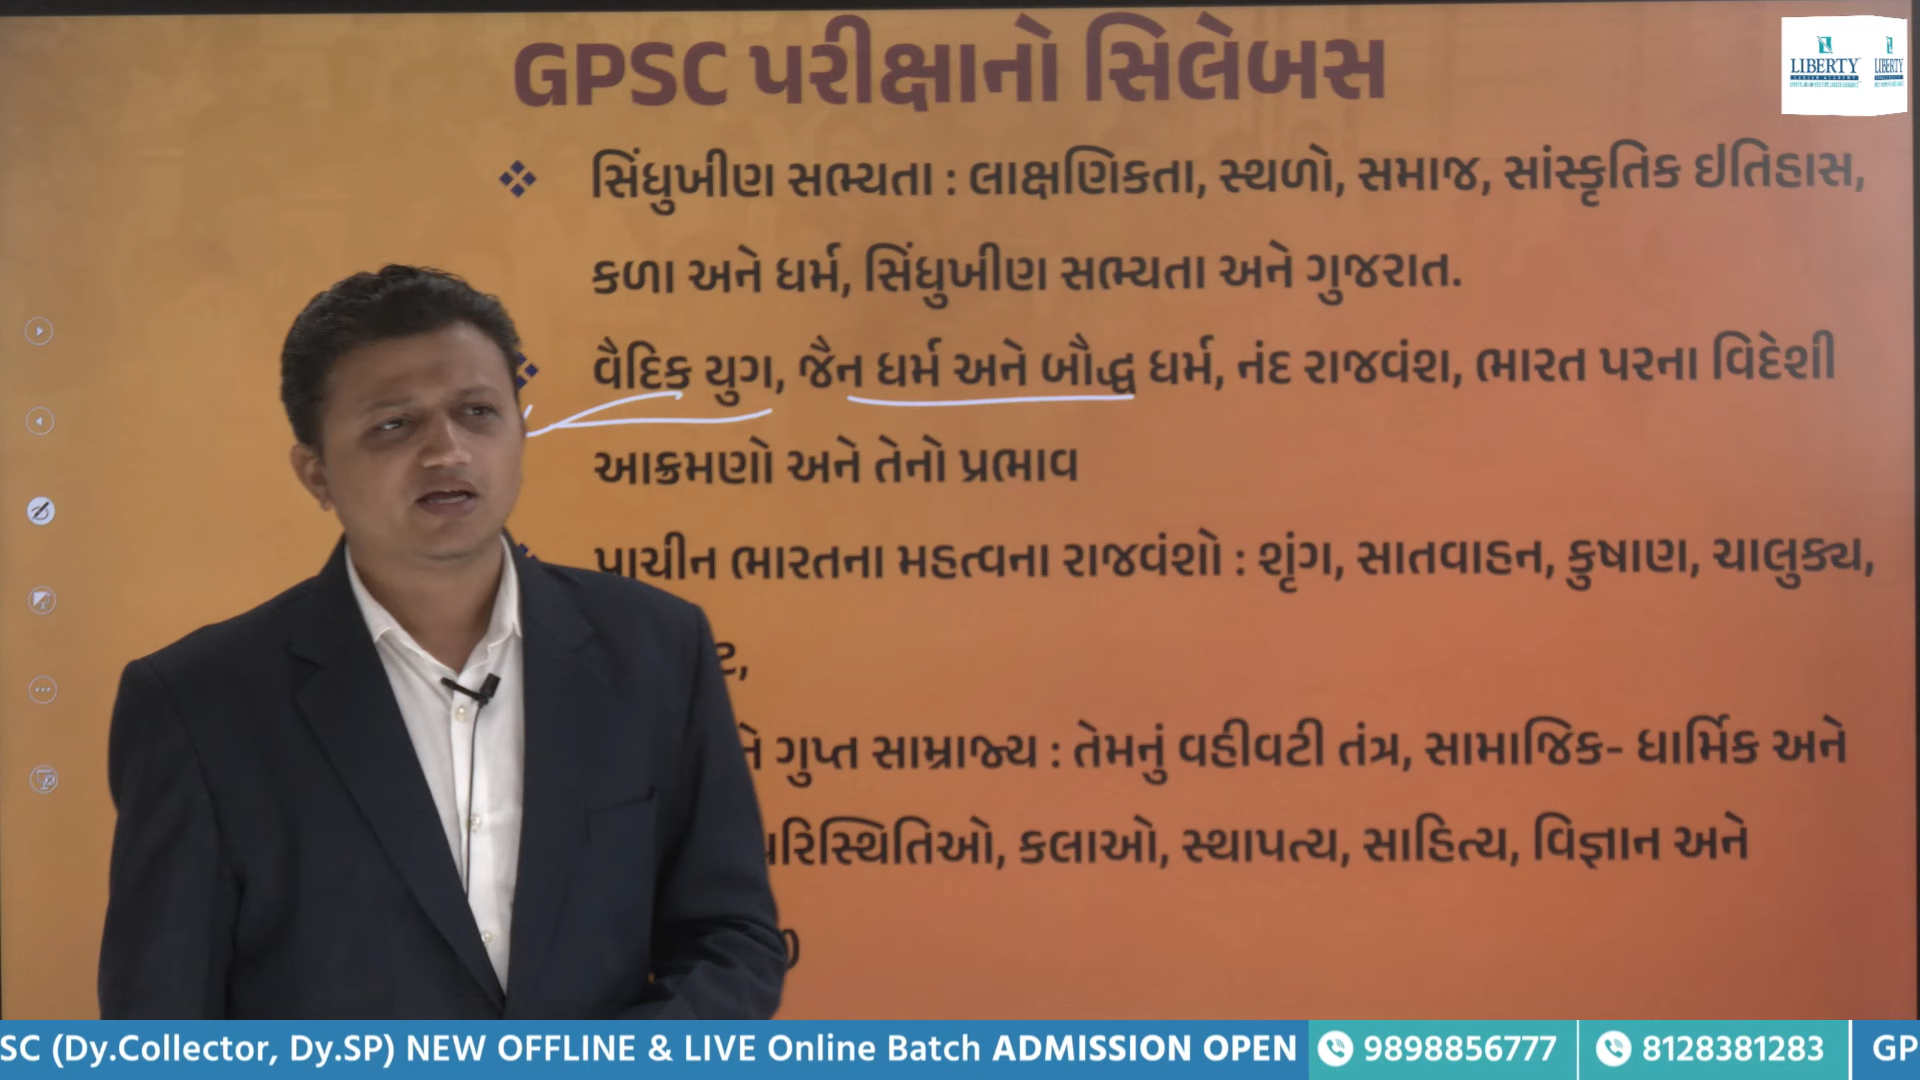 GPSC પરીક્ષાનો સિલેબસ
LIBERTY
LIBERTY
સિંધુખીણ સભ્યતા : લાક્ષણિકતા, સ્થળો, સમાજ, સાંસ્કૃતિક ઈતિહાસ,
કળા અને ધર્મ, સિંધુખીણ સભ્યતા અને ગુજરાત.
વૈદિક યુગ, જૈન ધર્મ અને બૌદ્ધ ધર્મ, નંદ રાજવંશ, ભારત પરના વિદેશી
આક્રમણો અને તેનો પ્રભાવ
પ્રાચીન ભારતના મહત્વના રાજવંશો : શૃંગ, સાતવાહન, કુષાણ, ચાલુક્ય,
ટ,
ગુપ્ત સામ્રાજ્ય : તેમનું વહીવટી તંત્ર, સામાજિક- ધાર્મિક અને
પરિસ્થિતિઓ, કલાઓ, સ્થાપત્ય, સાહિત્ય, વિજ્ઞાન અને
SC (Dy.Collector, Dy.SP) NEW OFFLINE & LIVE Online Batch ADMISSION OPEN 9898856777 8128381283 GP